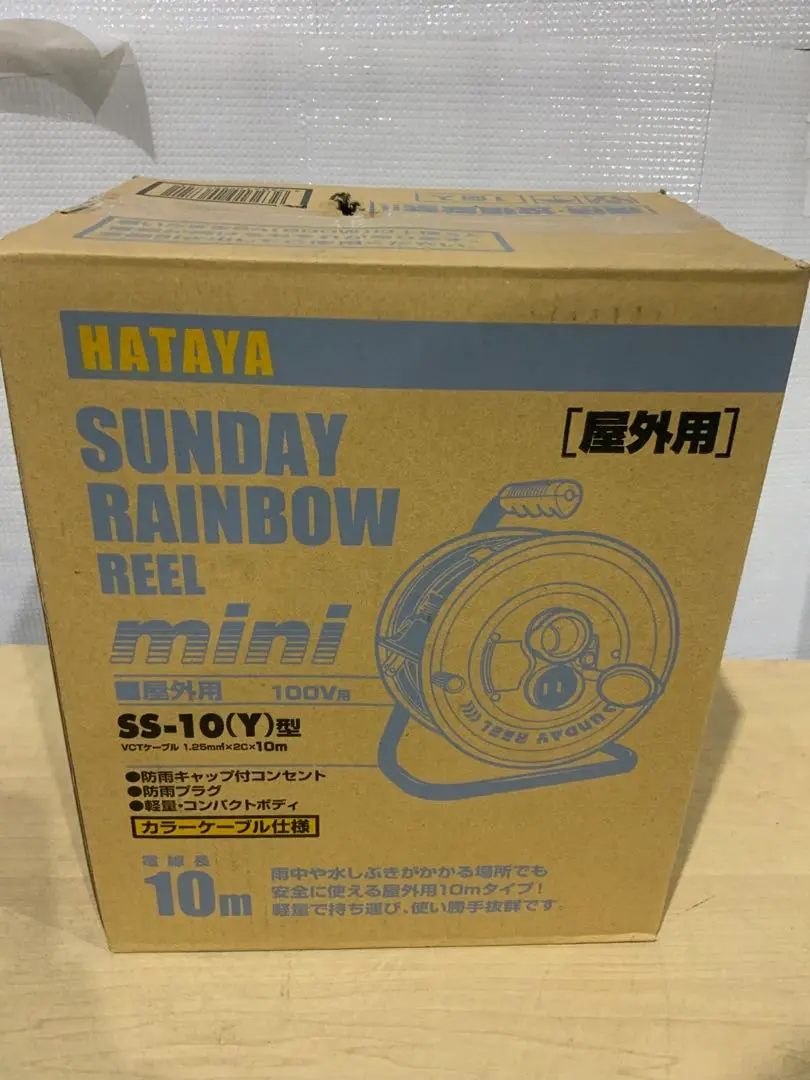 HATAYA
SUNDAY
RAINBOW
REEL
[屋外用]
mini
■屋外用 100V用
SS-10(Y)型
VCTケーブル 1.25mm²×2C×10m
●防雨キャップ付コンセント
●防雨プラグ
●軽量・コンパクトボディ
カラーケーブル仕様
SUNDAY REEL
電線長
10m
雨中や水しぶきがかかる場所でも
安全に使える屋外用10mタイプ!
軽量で持ち運び、使い勝手抜群です。